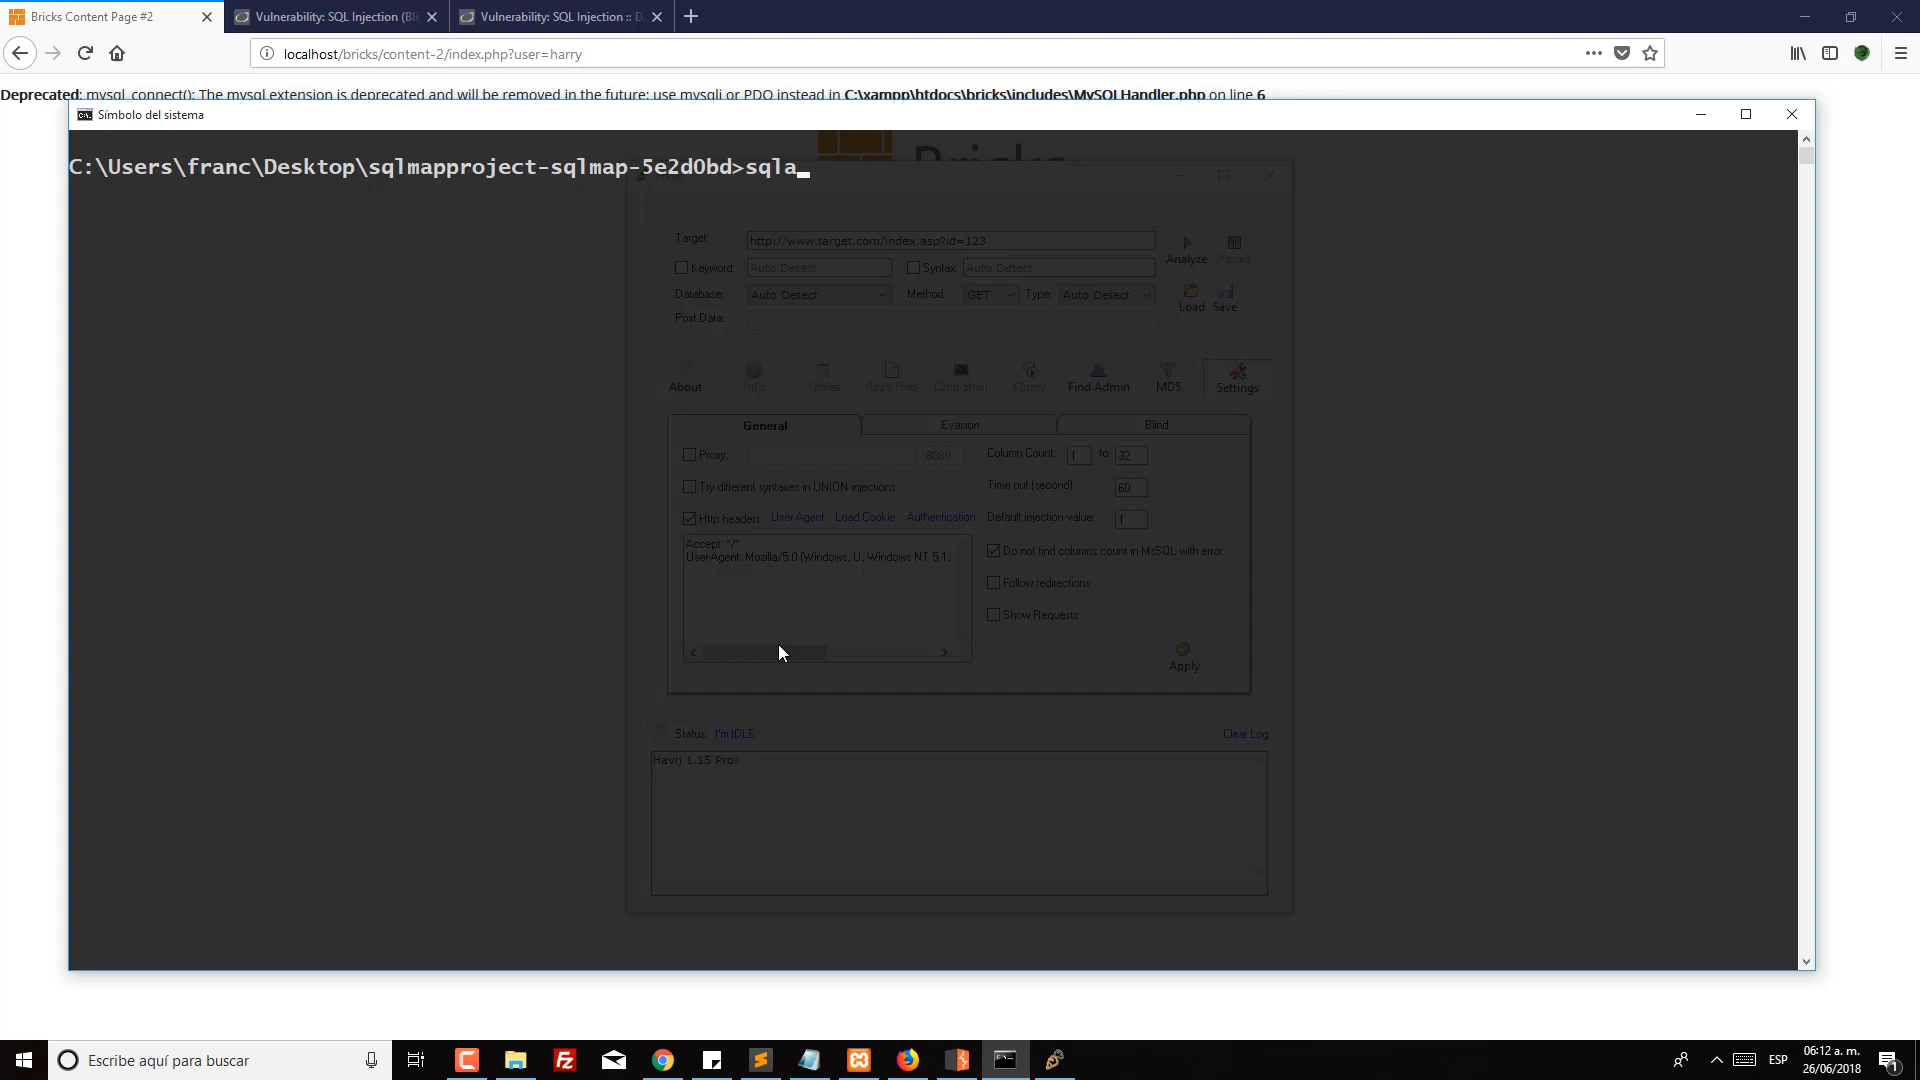 Bricks Content Page #2
Vulnerability: SQL Injection (Bli
Vulnerability: SQL Injection :: D
localhost/bricks/content-2/index.php?user=harry
Deprecated: mysql_connect(): The mysql extension is deprecated and will be removed in the future: use mysqli or PDO instead in C:\xampp\htdocs\bricks\includes\MySQLHandler.php on line 6
Símbolo del sistema
Bricks
C:\Users\franc\Desktop\sqlmapproject-sqlmap-5e2d0bd>sqla_
Target: http://www.target.com/index.asp?id=123
Analyze Pause
Keyword: Auto Detect Syntax: Auto Detect
Database: Auto Detect Method: GET Type: Auto Detect
Load Save
Post Data:
About Info Tables Read Files Cmd Shell Query Find Admin MD5 Settings
General Evasion Blind
Proxy: 8080 Column Count: 1 to 32
Try different syntaxes in UNION injections. Time out (second): 60
Http headers: User Agent Load Cookie Authentication Default injection value: 1
Accept: */*
User-Agent: Mozilla/5.0 (Windows; U; Windows NT 5.1;
Do not find columns count in MsSQL with error.
Follow redirections
Show Requests
Apply
Status: I'm IDLE Clear Log
Havij 1.15 Pro!
Escribe aquí para buscar
ESP
06:12 a. m.
26/06/2018
1